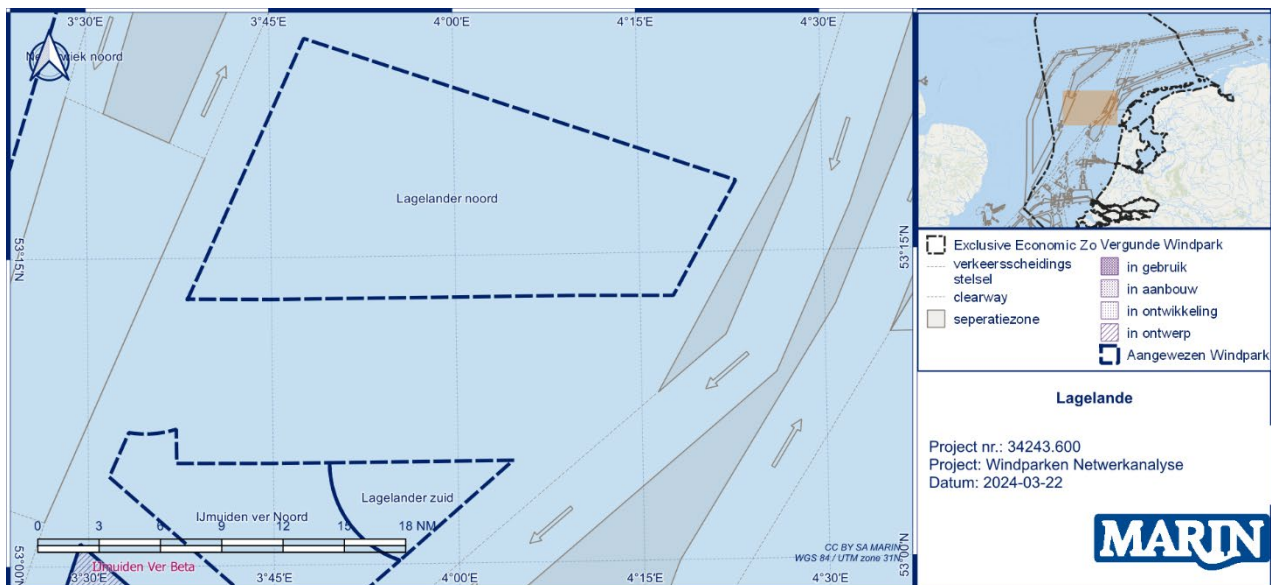 3°30'E 3°45'E 4°00'E 4°15'E 4°30'E
Lagelander noord
53°15'N
53°15'N
Lagelander zuid
IJmuiden ver Noord
0 3 6 9 12 15 18 NM
IJmuiden Ver Beta
CC BY SA MARIN
WGS 84 / UTM zone 31N
53°00'N
53°00'N
3°30'E 3°45'E 4°00'E 4°15'E 4°30'E
Exclusive Economic Zo
verkeersscheidings
stelsel
clearway
seperatiezone
Vergunde Windpark
in gebruik
in aanbouw
in ontwikkeling
in ontwerp
Aangewezen Windpark
Lagelande
Project nr.: 34243.600
Project: Windparken Netwerkanalyse
Datum: 2024-03-22
MARIN